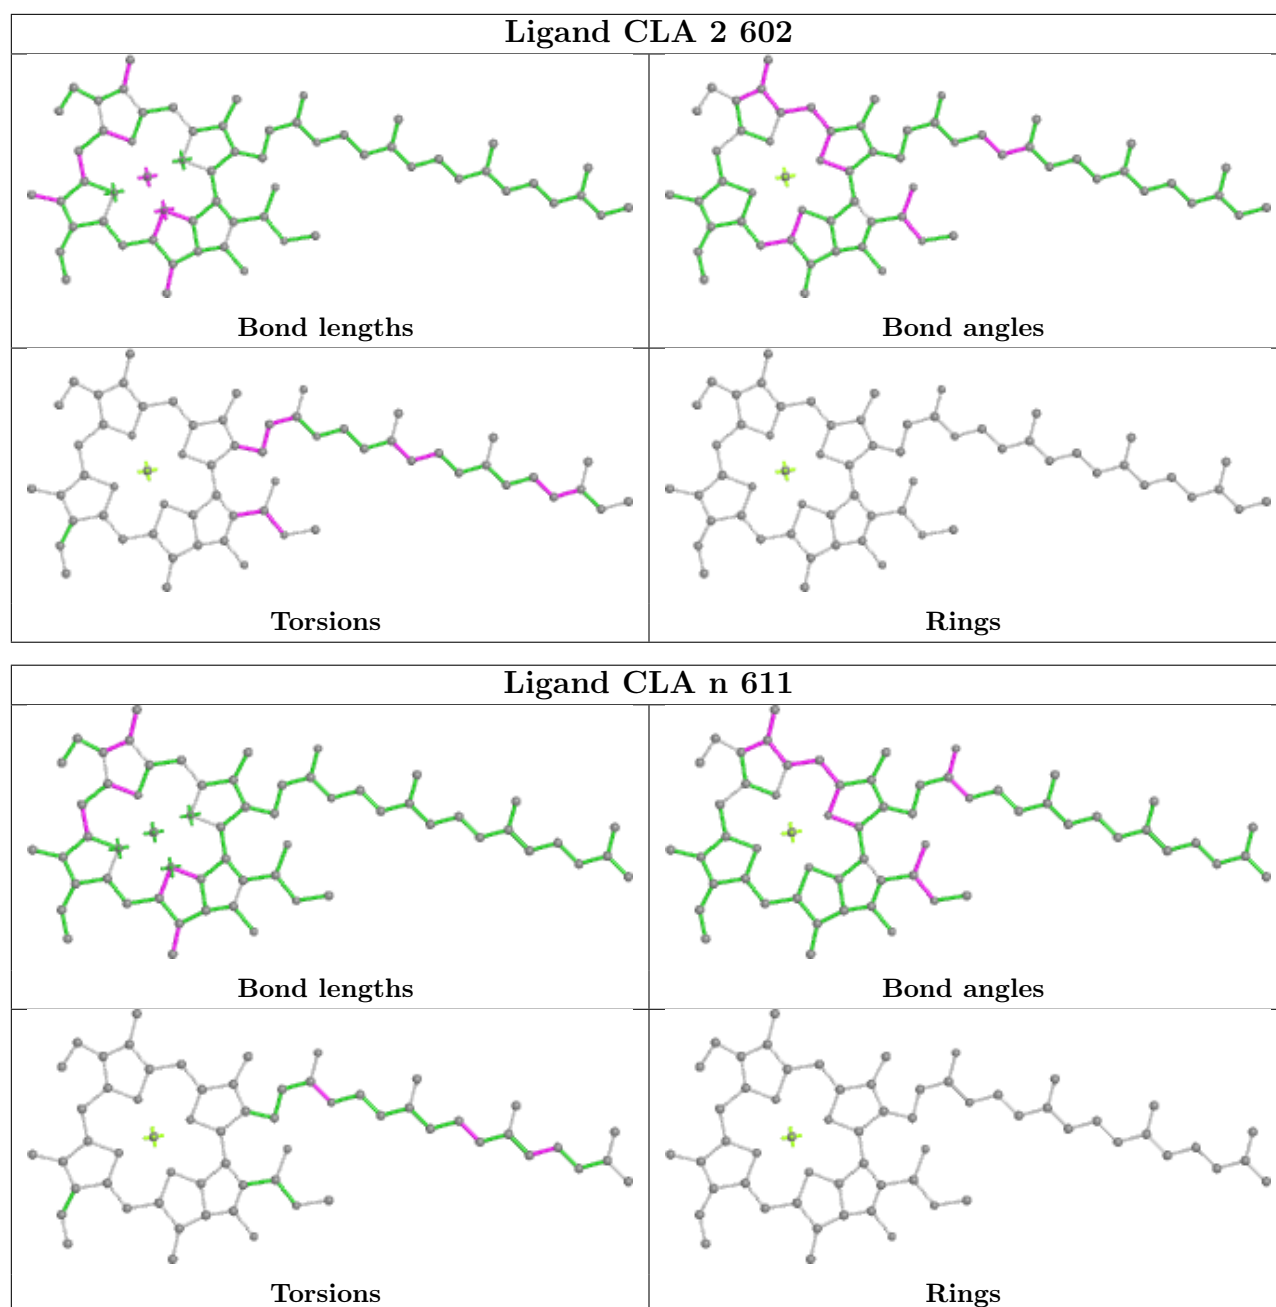 Ligand CLA 2 602
Bond lengths
Bond angles
Torsions
Rings
Ligand CLA n 611
Bond lengths
Bond angles
Torsions
Rings